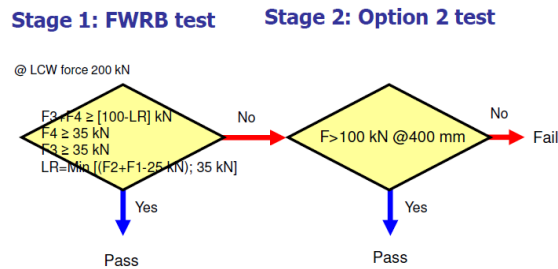 Stage 1: FWRB test
Stage 2: Option 2 test
@ LCW force 200 kN
F3+F4 ≥ [100-LR] kN
F4 ≥ 35 kN
F3 ≥ 35 kN
LR=Min [(F2+F1-25 kN); 35 kN]
No
F>100 kN @400 mm
No
Fail
Yes
Yes
Pass
Pass